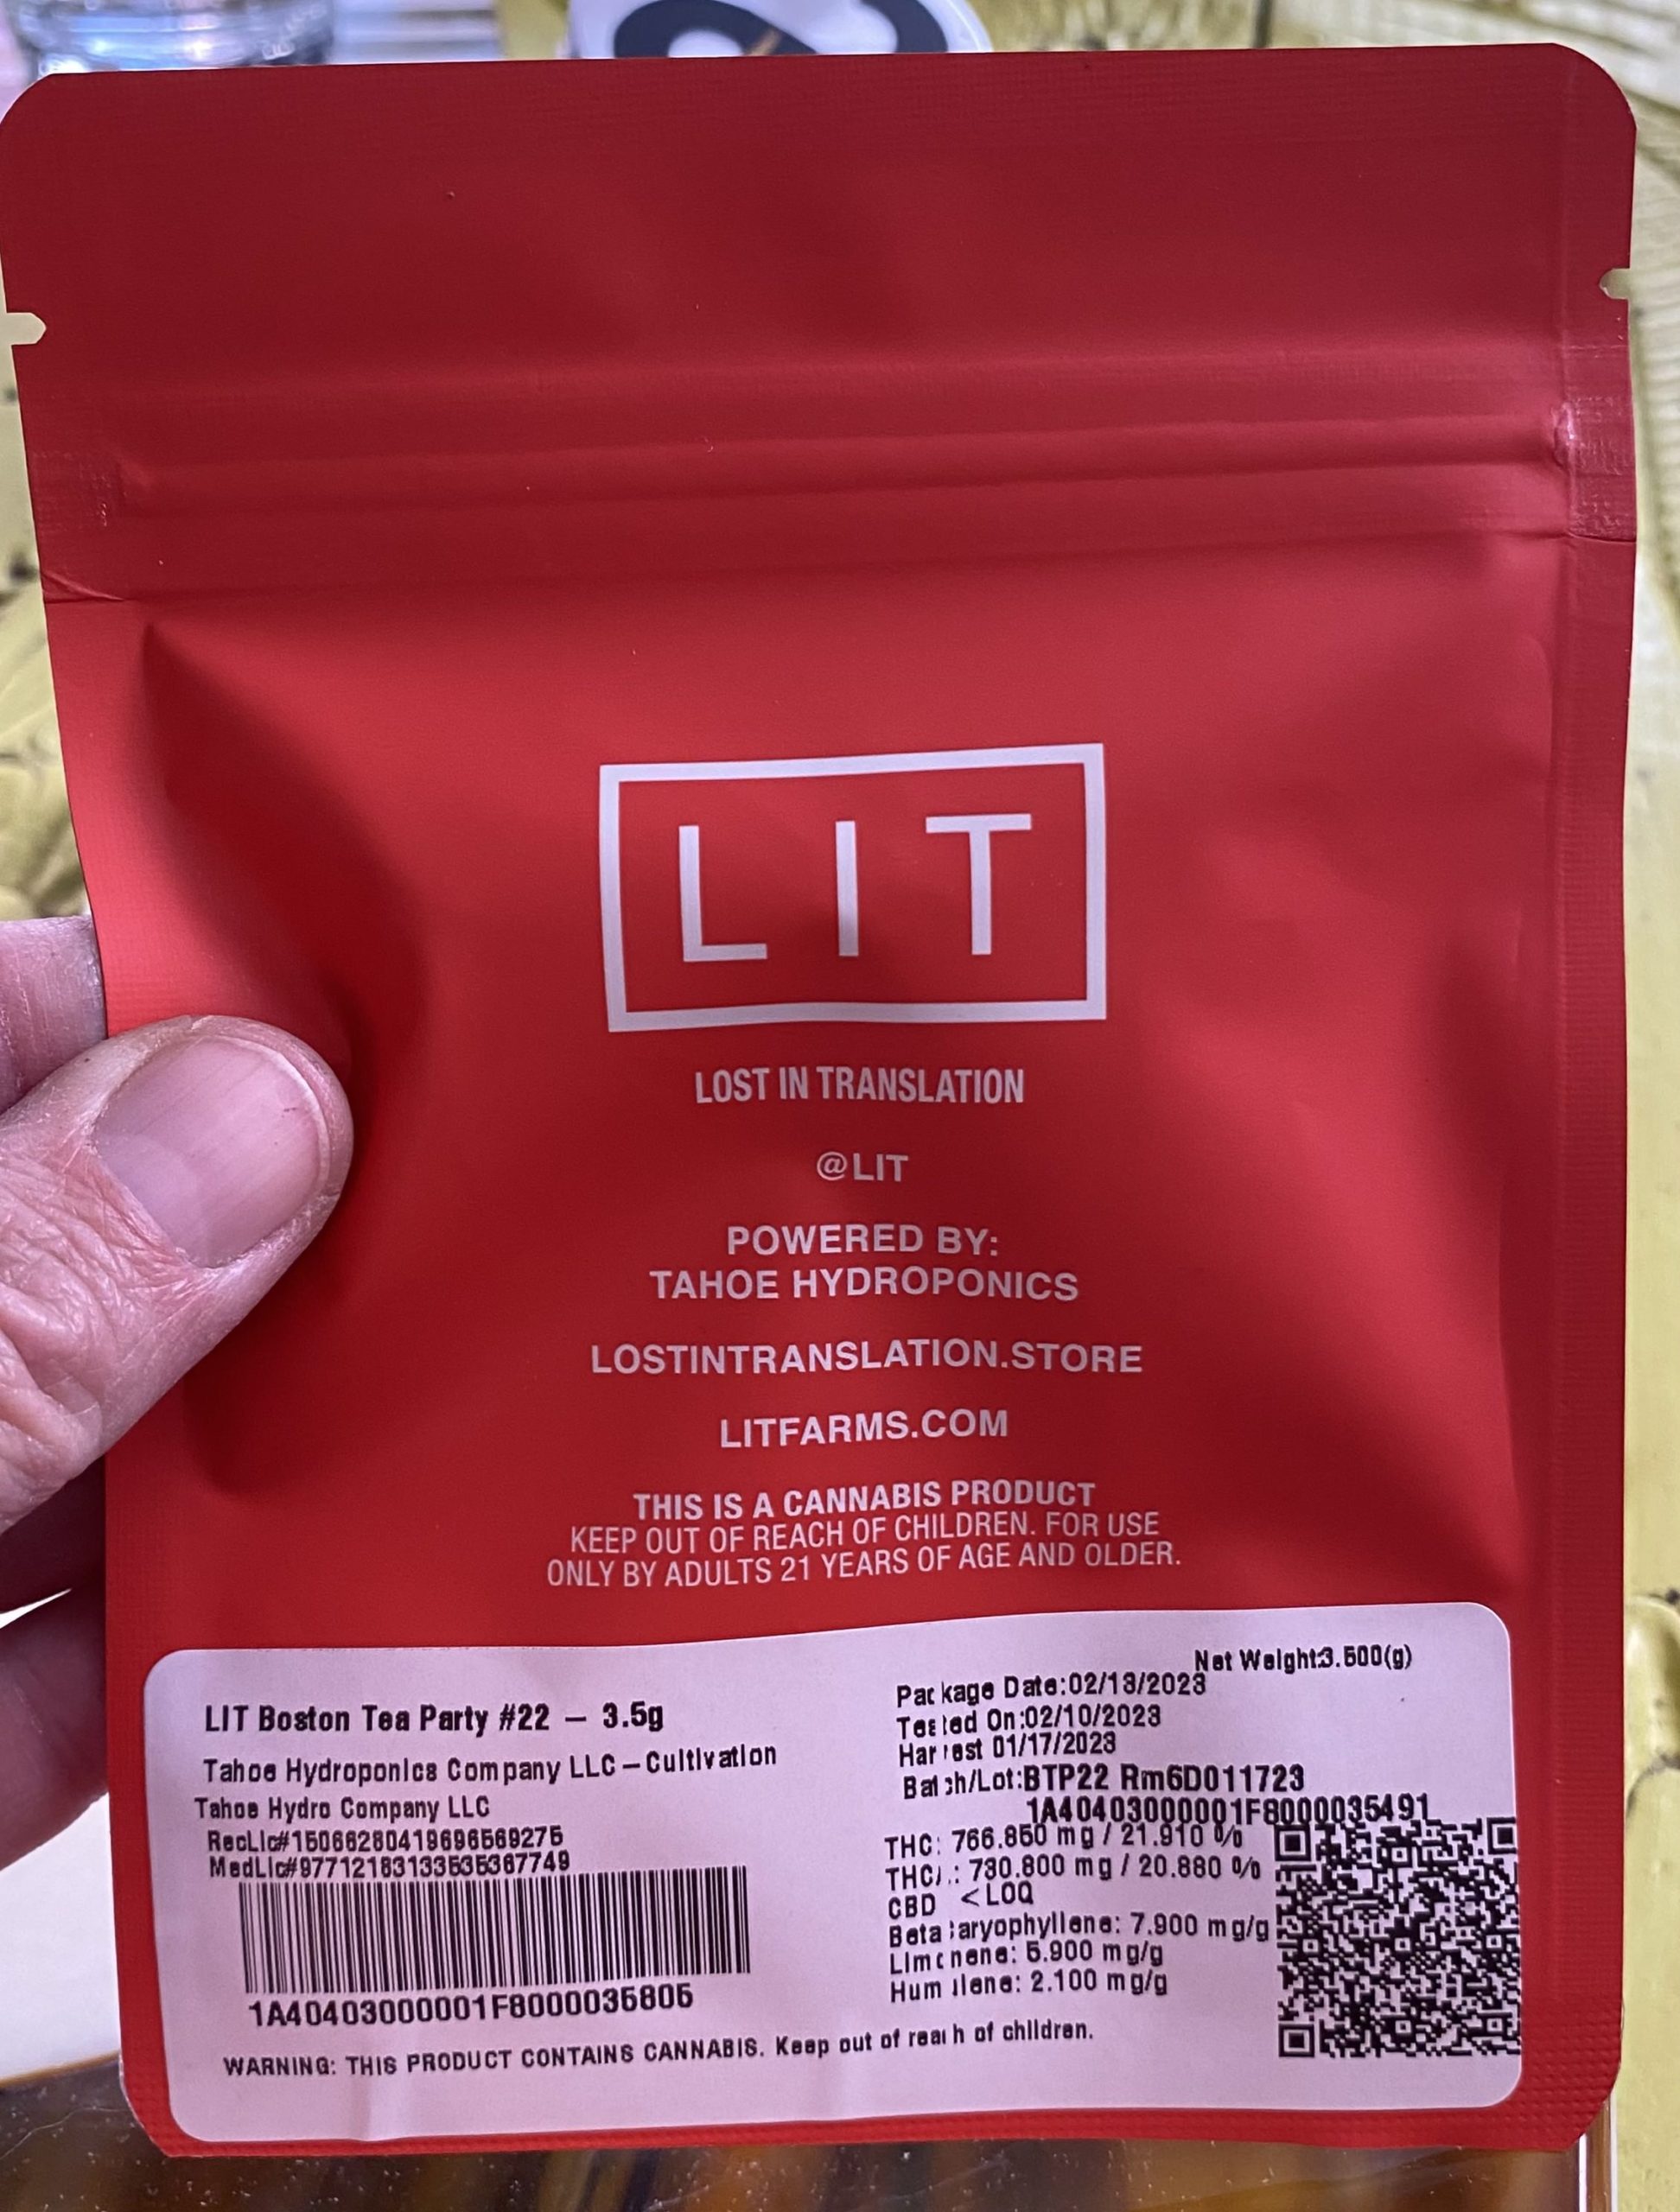 LIT
LOST IN TRANSLATION
@LIT
POWERED BY:
TAHOE HYDROPONICS
LOSTINTRANSLATION.STORE
LITFARMS.COM
THIS IS A CANNABIS PRODUCT
KEEP OUT OF REACH OF CHILDREN. FOR USE
ONLY BY ADULTS 21 YEARS OF AGE AND OLDER.
LIT Boston Tea Party #22 – 3.5g
Tahoe Hydroponics Company LLC – Cultivation
Tahoe Hydro Company LLC
RecLic#15066280419696569275
MedLic#97712183133535367749
1A40403000001F8000035805
Net Weight:3.500(g)
Package Date:02/13/2023
Tested On:02/10/2023
Harvest 01/17/2023
Batch/Lot:BTP22 Rm6D011723
1A40403000001F8000035491
THC: 766.850 mg / 21.910 %
THCA: 730.800 mg / 20.880 %
CBD <LOQ
Beta Caryophyllene: 7.900 mg/g
Limonene: 5.900 mg/g
Humulene: 2.100 mg/g
WARNING: THIS PRODUCT CONTAINS CANNABIS. Keep out of reach of children.